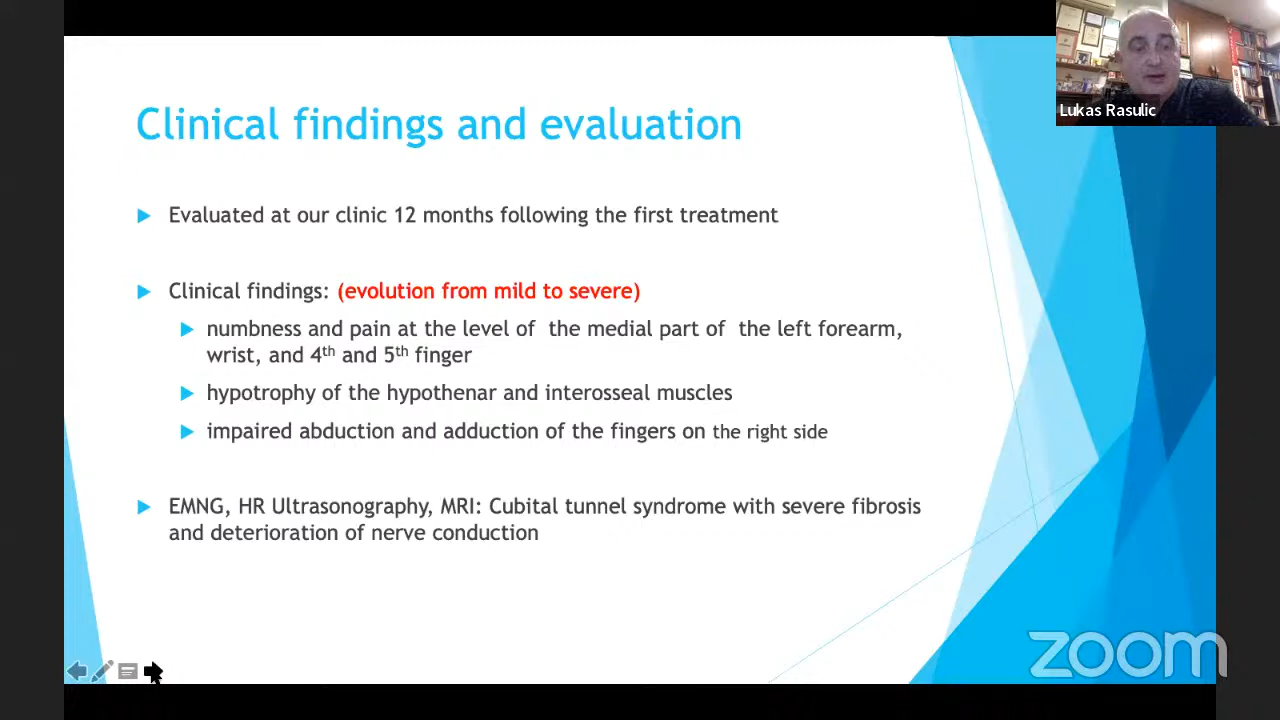 Lukas Rasulic
Clinical findings and evaluation
Evaluated at our clinic 12 months following the first treatment
Clinical findings: (evolution from mild to severe)
numbness and pain at the level of the medial part of the left forearm,
wrist, and 4th and 5th finger
hypotrophy of the hypothenar and interosseal muscles
impaired abduction and adduction of the fingers on the right side
EMNG, HR Ultrasonography, MRI: Cubital tunnel syndrome with severe fibrosis
and deterioration of nerve conduction
zoom